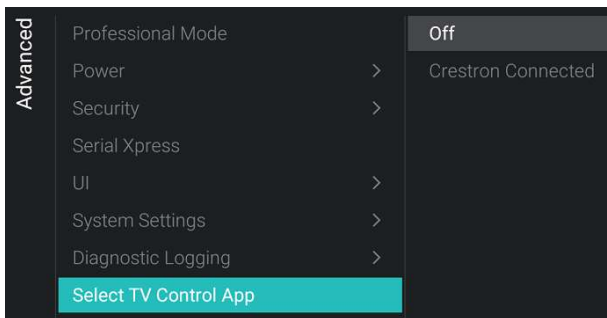 Advanced
Professional Mode
Power >
Security >
Serial Xpress
UI >
System Settings >
Diagnostic Logging >
Select TV Control App
Off
Crestron Connected